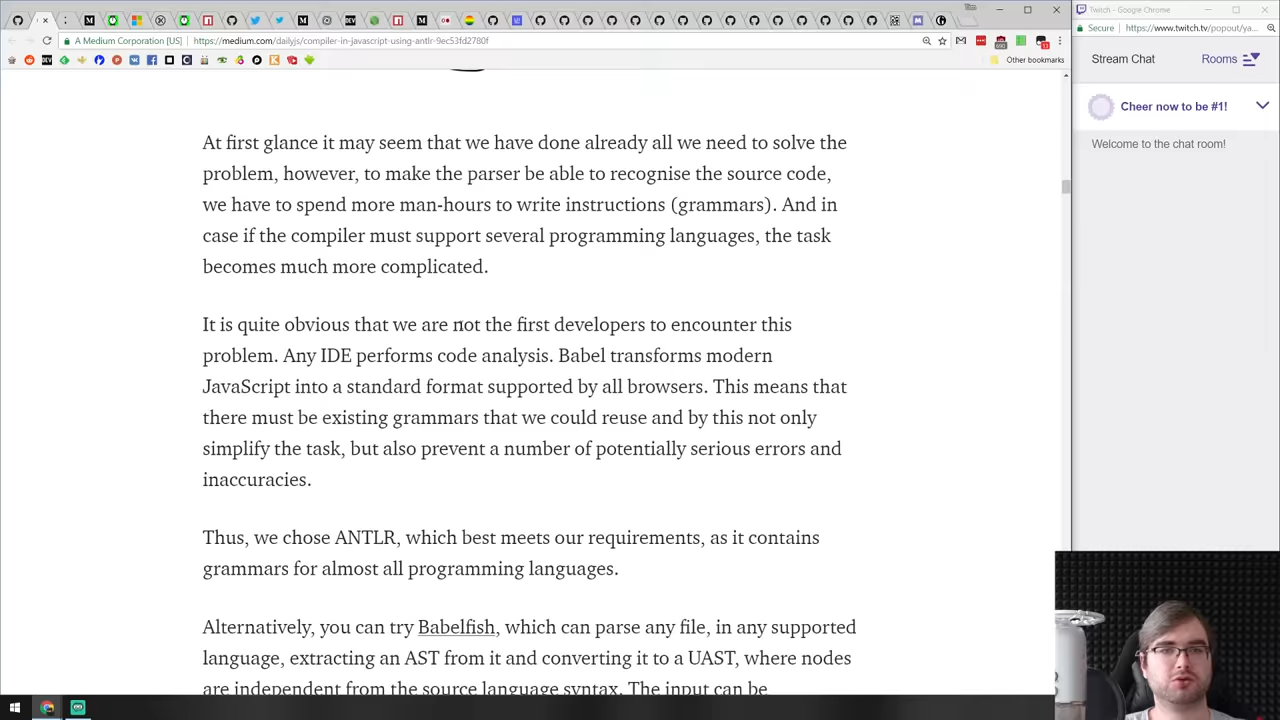 Twitch - Google Chrome
A Medium Corporation [US]
https://medium.com/dailyjs/compiler-in-javascript-using-antlr-9ec53fd2780f
Secure
https://www.twitch.tv/popout/ya...
Other bookmarks
Stream Chat
Rooms
Cheer now to be #1!
Welcome to the chat room!
At first glance it may seem that we have done already all we need to solve the
problem, however, to make the parser be able to recognise the source code,
we have to spend more man-hours to write instructions (grammars). And in
case if the compiler must support several programming languages, the task
becomes much more complicated.
It is quite obvious that we are not the first developers to encounter this
problem. Any IDE performs code analysis. Babel transforms modern
JavaScript into a standard format supported by all browsers. This means that
there must be existing grammars that we could reuse and by this not only
simplify the task, but also prevent a number of potentially serious errors and
inaccuracies.
Thus, we chose ANTLR, which best meets our requirements, as it contains
grammars for almost all programming languages.
Alternatively, you can try Babelfish, which can parse any file, in any supported
language, extracting an AST from it and converting it to a UAST, where nodes
are independent from the source language syntax. The input can be